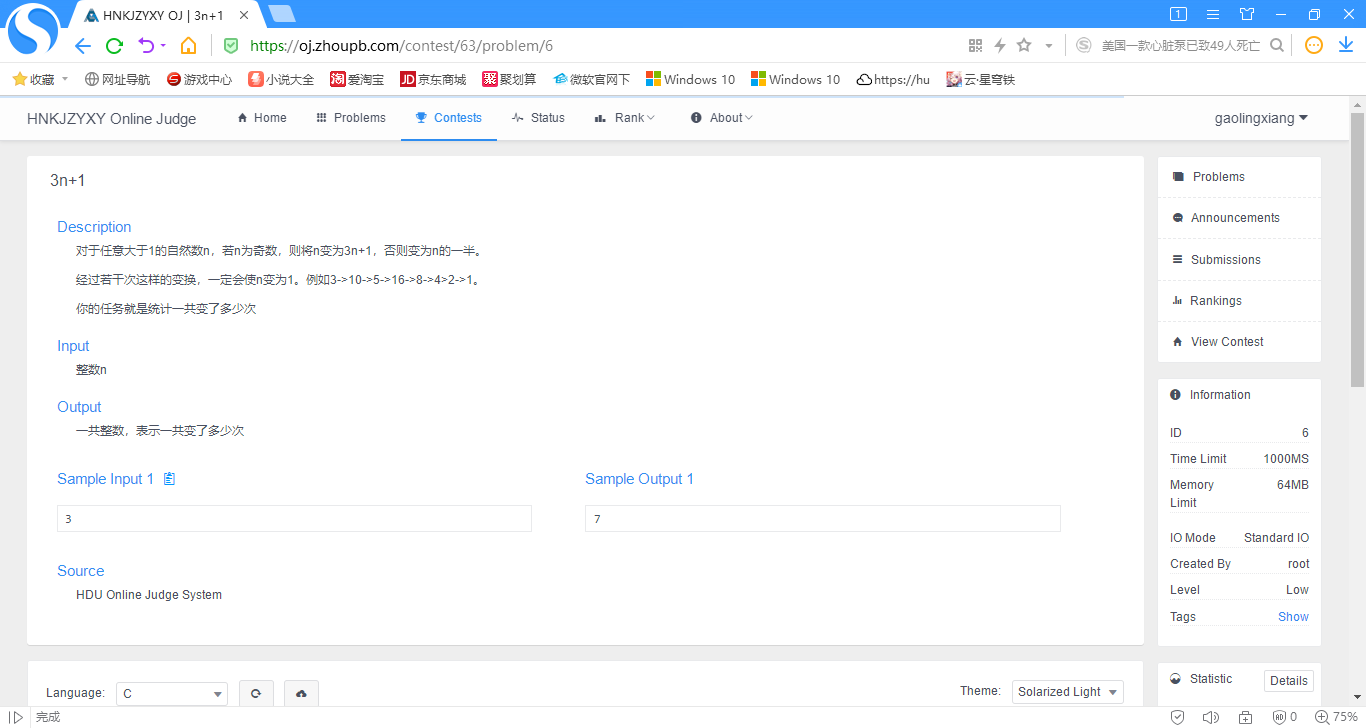 HNKJZYXY OJ | 3n+1
1
https://oj.zhoupb.com/contest/63/problem/6
美国一款心脏泵已致49人死亡
收藏 网址导航 游戏中心 小说大全 淘 爱淘宝 JD 京东商城 聚 聚划算 微软官网下 Windows 10 Windows 10 https://hu 云·星穹铁
HNKJZYXY Online Judge Home Problems Contests Status Rank About gaolingxiang
3n+1
Description
对于任意大于1的自然数n，若n为奇数，则将n变为3n+1，否则变为n的一半。
经过若干次这样的变换，一定会使n变为1。例如3->10->5->16->8->4>2->1。
你的任务就是统计一共变了多少次
Input
整数n
Output
一共整数，表示一共变了多少次
Sample Input 1
Sample Output 1
3
7
Source
HDU Online Judge System
Language: C
Theme: Solarized Light
Problems
Announcements
Submissions
Rankings
View Contest
Information
ID 6
Time Limit 1000MS
Memory Limit 64MB
IO Mode Standard IO
Created By root
Level Low
Tags Show
Statistic Details
完成
AD 0
75%